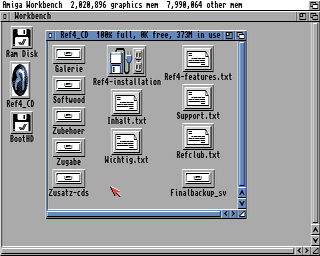 Amiga Workbench 2,020,896 graphics mem 7,990,064 other mem
Workbench
Ram Disk
Ref4_CD
BootHD
Ref4_CD 100% full, 0K free, 373M in use
Galerie
Ref4-installation
Ref4-features.txt
Softwood
Inhalt.txt
Support.txt
Zubehoer
Wichtig.txt
Refclub.txt
Zugabe
Zusatz-cds
Finalbackup_sv